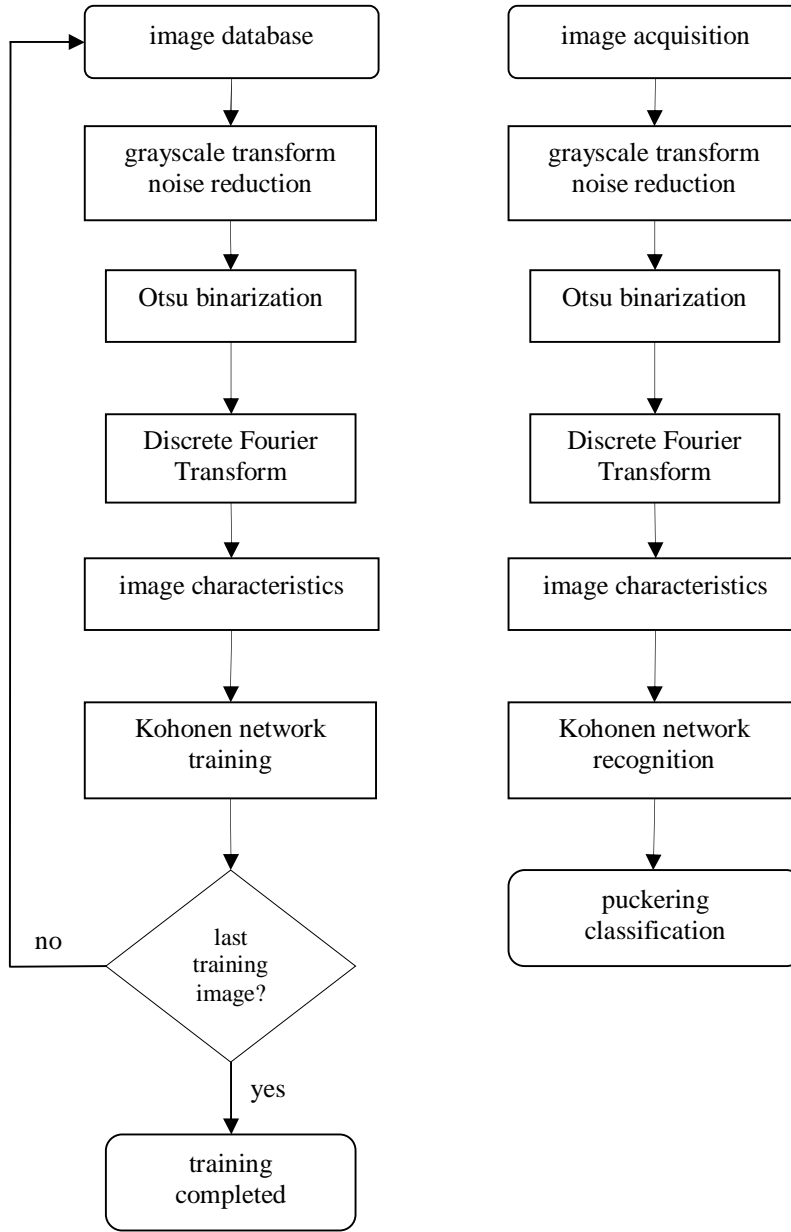 image database
grayscale transform
noise reduction
Otsu binarization
Discrete Fourier
Transform
image characteristics
Kohonen network
training
last
training
image?
no
yes
training
completed
image acquisition
grayscale transform
noise reduction
Otsu binarization
Discrete Fourier
Transform
image characteristics
Kohonen network
recognition
puckering
classification